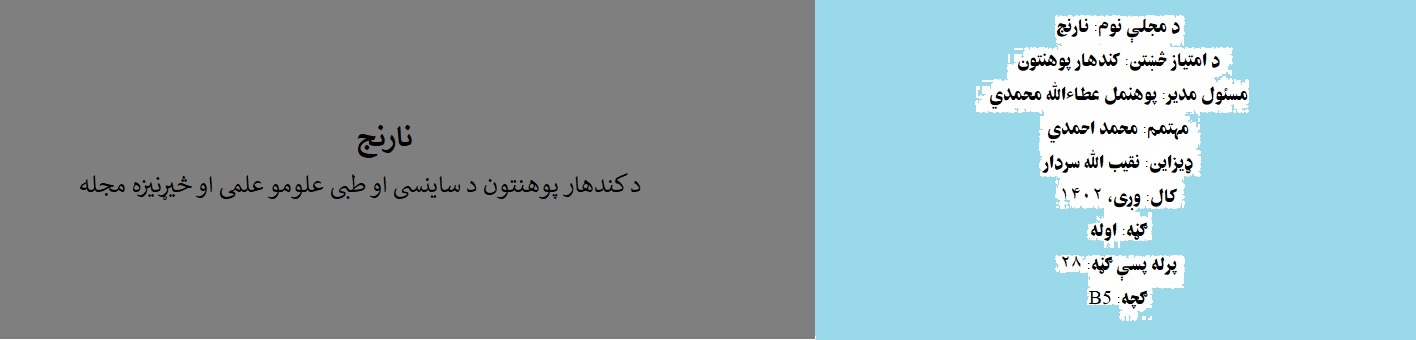 نارنج
د کندهار پوهنتون د ساینسی او طبی علومو علمی او څیړنیزه مجله
د مجلې نوم: نارنج
د امتیاز څښتن: کندهار پوهنتون
مسئول مدیر: پوهنمل عطاءالله محمدي
مهتمم: محمد احمدي
ډیزاین: نقیب الله سردار
کال: وری، ۱۴۰۲
ګڼه: اوله
پرله پسې ګڼه: ۲۸
ګچه: B5